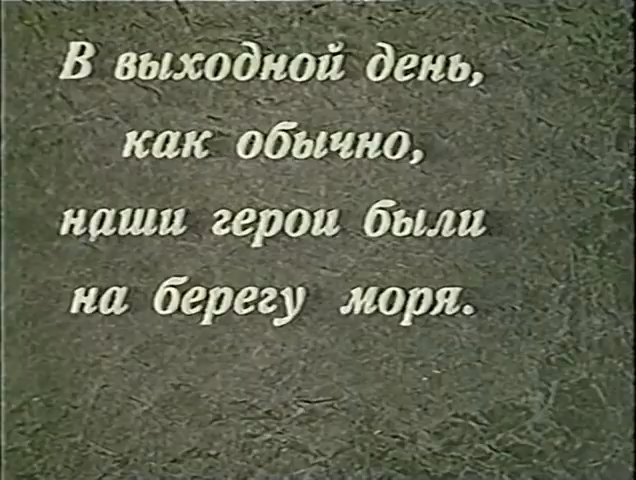 В выходной день,
как обычно,
наши герои были
на берегу моря.